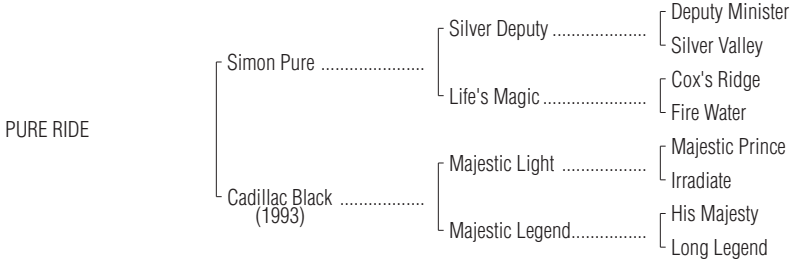 Deputy Minister
Silver Deputy ....................
Silver Valley
Simon Pure ......................
Cox's Ridge
Life's Magic ......................
Fire Water
PURE RIDE
Majestic Prince
Majestic Light ..................
Irradiate
Cadillac Black ..................
(1993)
His Majesty
Majestic Legend................
Long Legend